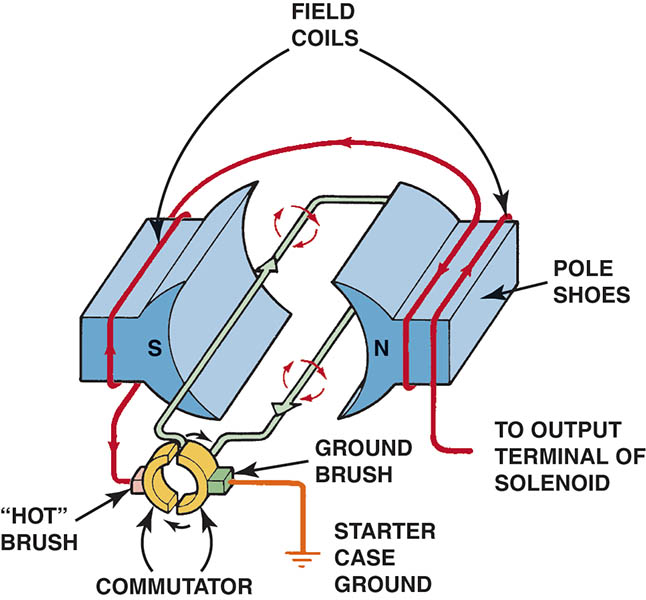 FIELD
COILS
POLE
SHOES
S
N
TO OUTPUT
TERMINAL OF
SOLENOID
GROUND
BRUSH
“HOT”
BRUSH
STARTER
CASE
GROUND
COMMUTATOR